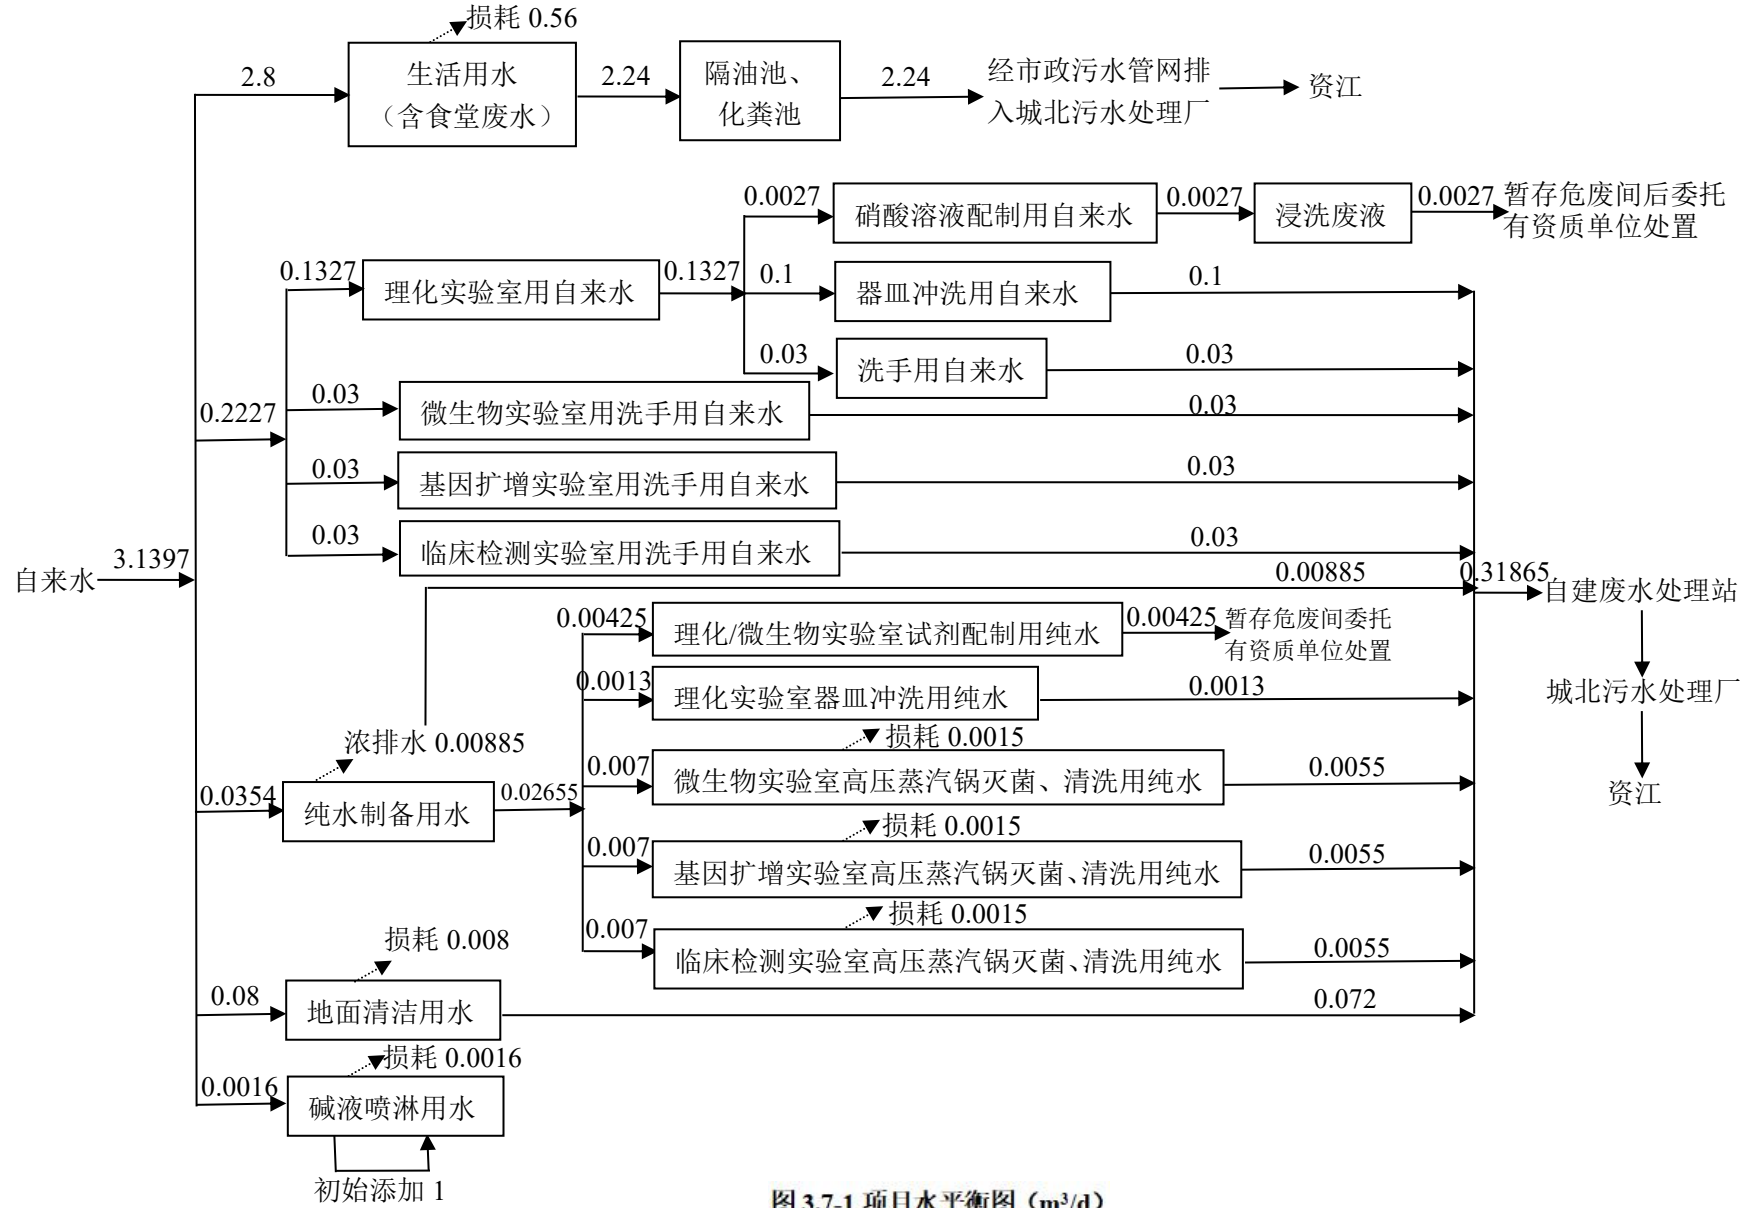 损耗 0.56
2.8
生活用水
（含食堂废水）
2.24
隔油池、
化粪池
2.24
经市政污水管网排
入城北污水处理厂
资江
0.0027
硝酸溶液配制用自来水
0.0027
浸洗废液
0.0027
暂存危废间后委托
有资质单位处置
0.1327
理化实验室用自来水
0.1327
0.1
器皿冲洗用自来水
0.1
0.03
洗手用自来水
0.03
0.2227
0.03
微生物实验室用洗手用自来水
0.03
0.03
基因扩增实验室用洗手用自来水
0.03
0.03
临床检测实验室用洗手用自来水
0.03
自来水
3.1397
0.00885
0.31865
自建废水处理站
城北污水处理厂
资江
0.00425
理化/微生物实验室试剂配制用纯水
0.00425
暂存危废间委托
有资质单位处置
0.0013
理化实验室器皿冲洗用纯水
0.0013
浓排水 0.00885
0.0354
纯水制备用水
0.02655
损耗 0.0015
0.007
微生物实验室高压蒸汽锅灭菌、清洗用纯水
0.0055
损耗 0.0015
0.007
基因扩增实验室高压蒸汽锅灭菌、清洗用纯水
0.0055
损耗 0.0015
0.007
临床检测实验室高压蒸汽锅灭菌、清洗用纯水
0.0055
损耗 0.008
0.08
地面清洁用水
0.072
损耗 0.0016
0.0016
碱液喷淋用水
初始添加 1
图 3.7-1 项目水平衡图（m³/d）